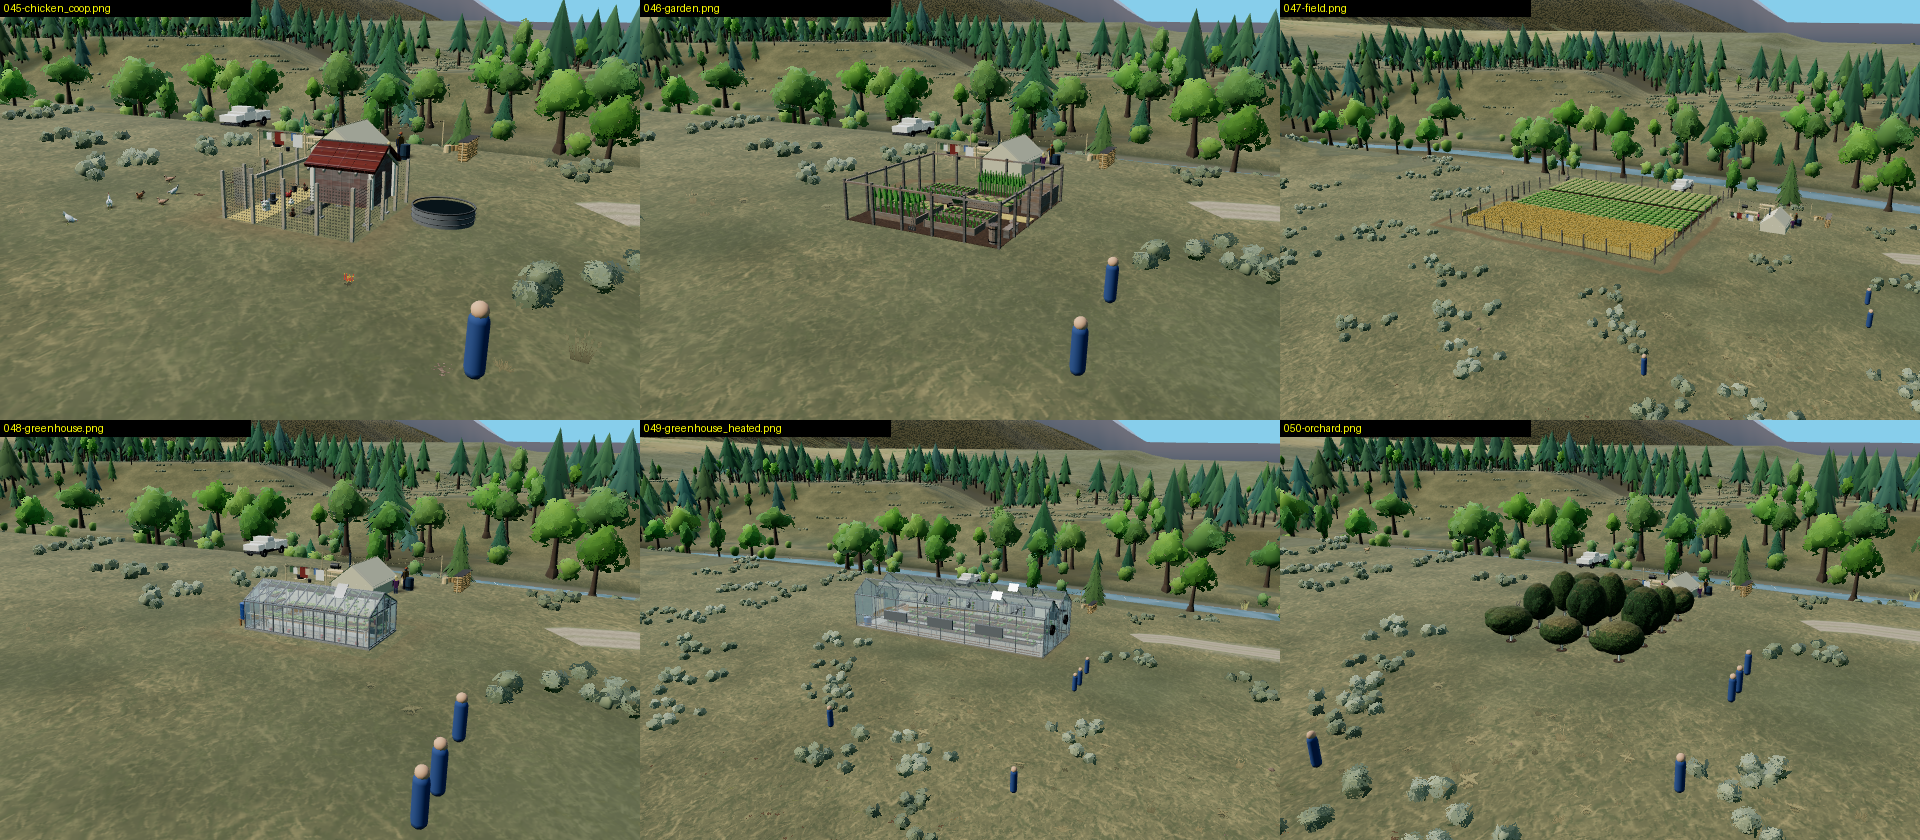 045-chicken_coop.png
046-garden.png
047-field.png
048-greenhouse.png
049-greenhouse_heated.png
050-orchard.png